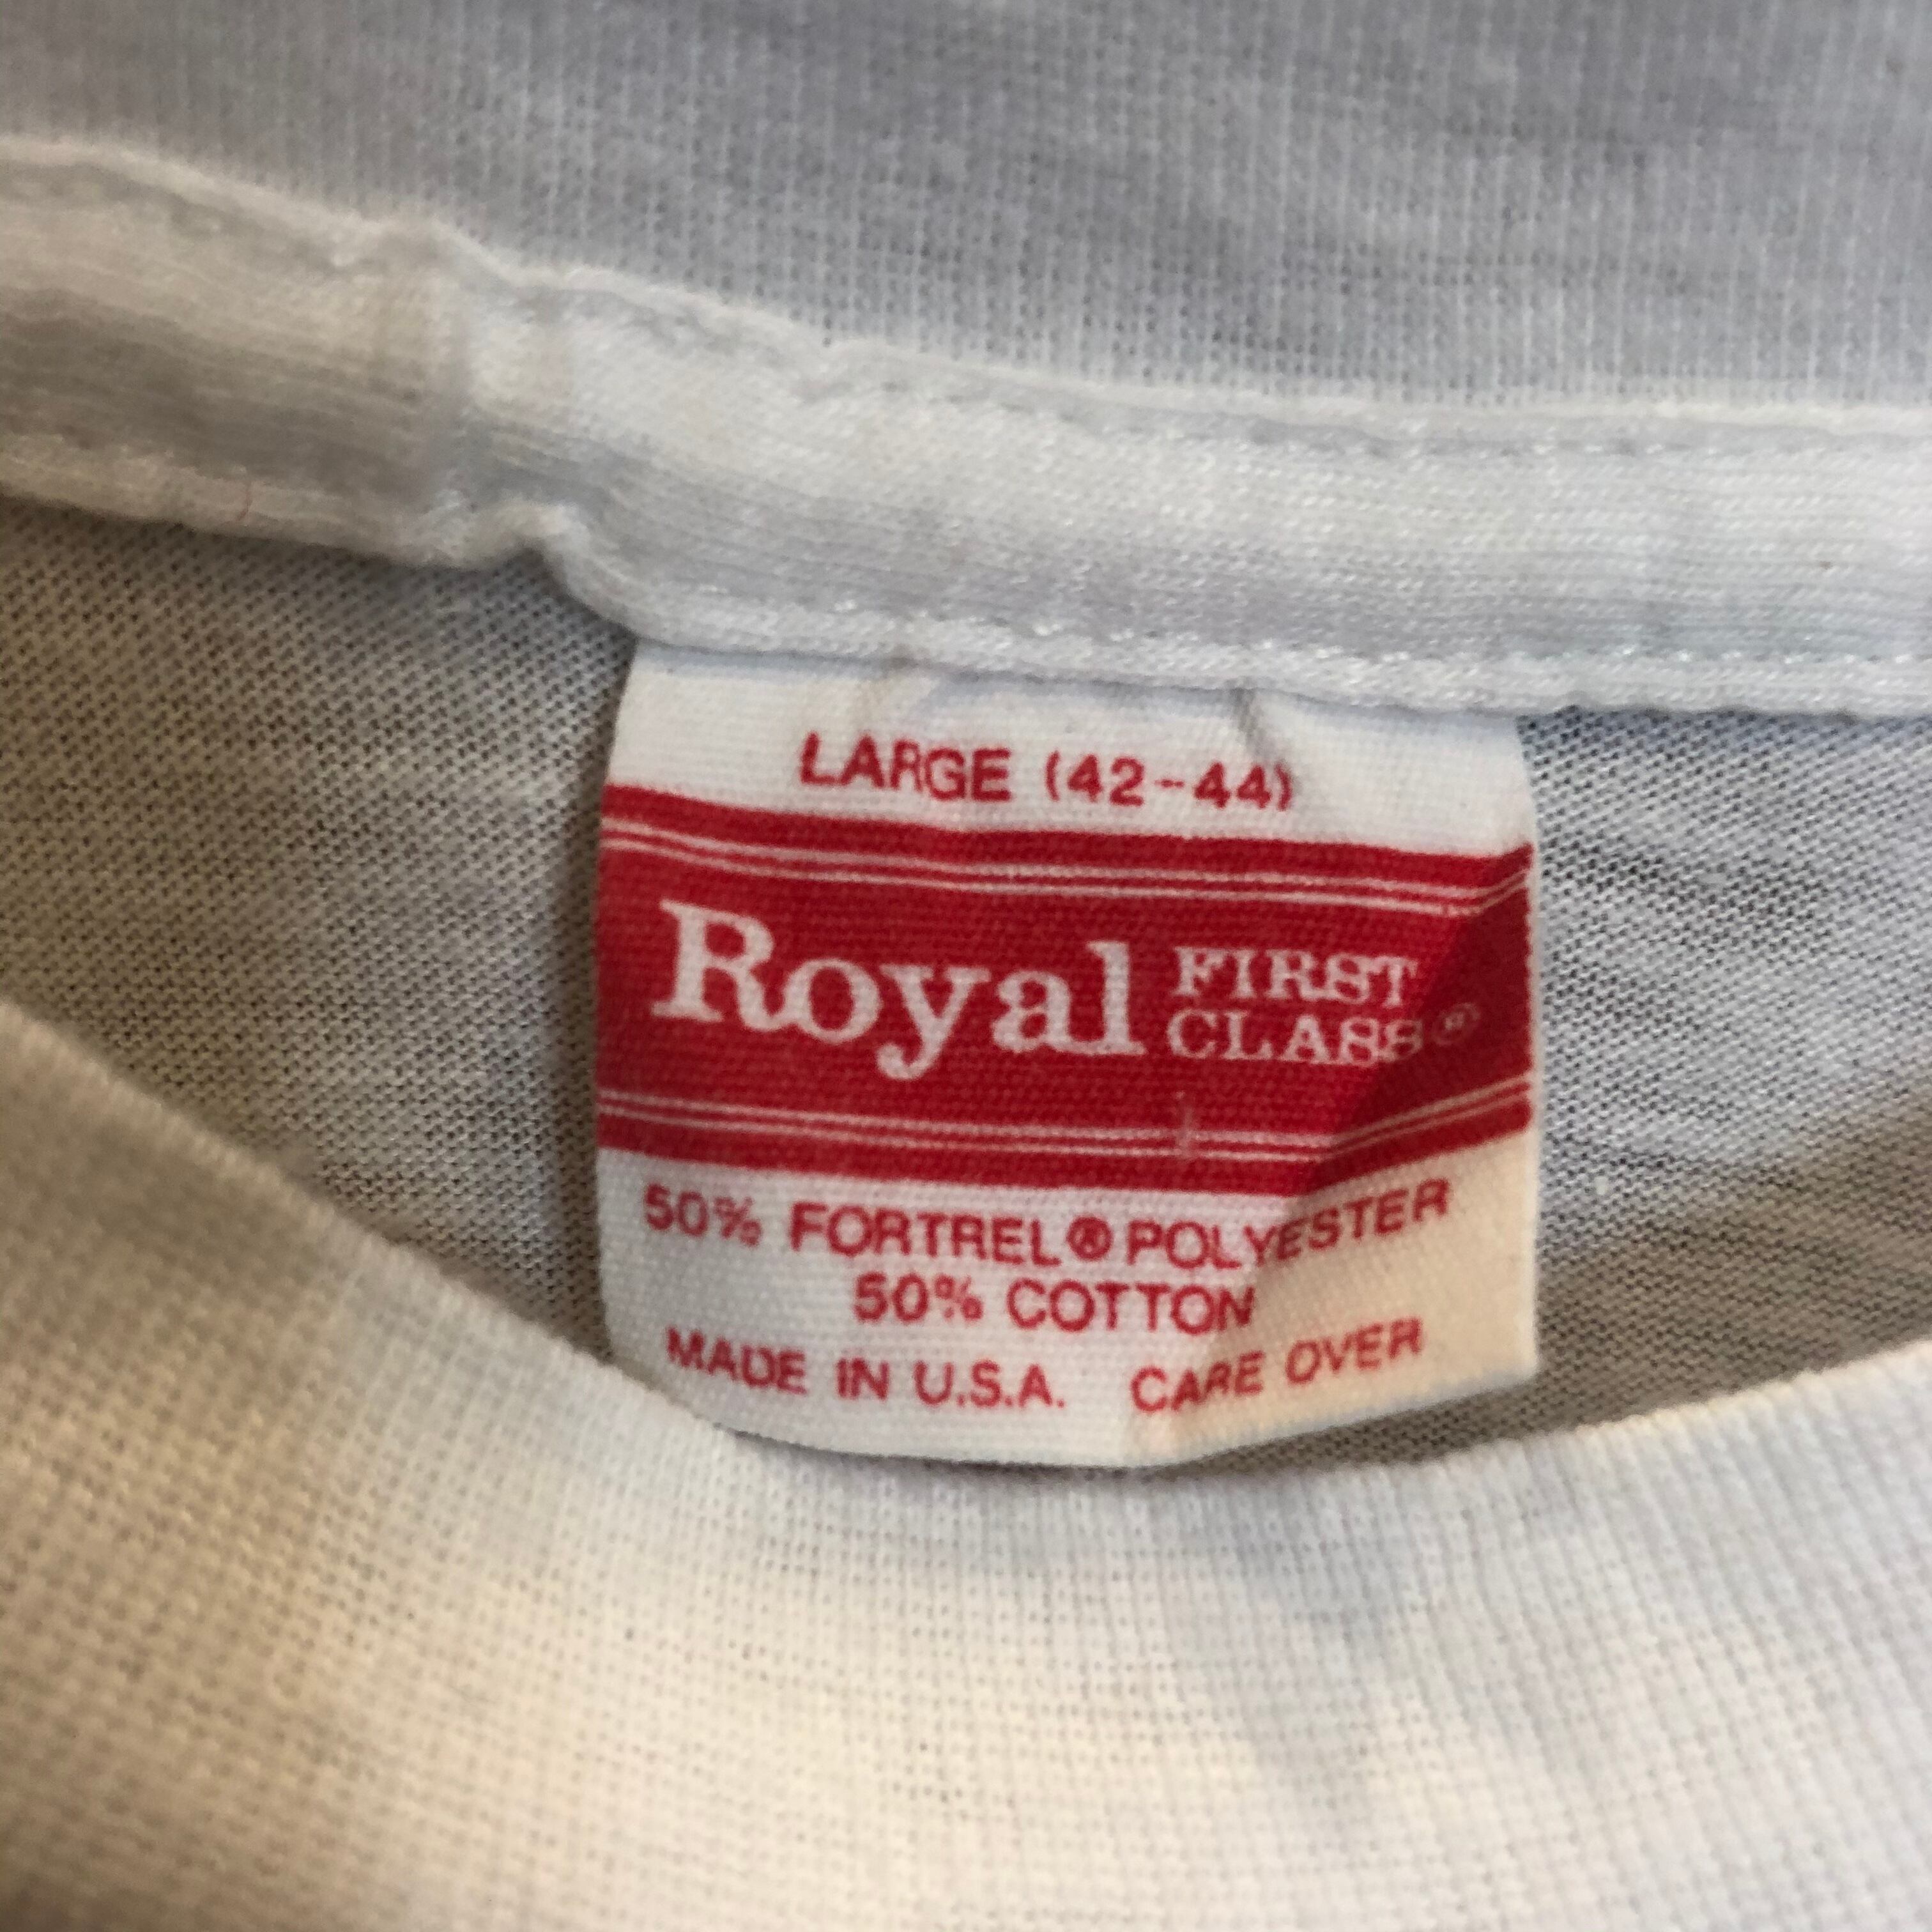 LARGE (42-44)
Royal FIRST
CLASS®
50% FORTREL® POLYESTER
50% COTTON
MADE IN U.S.A. CARE OVER